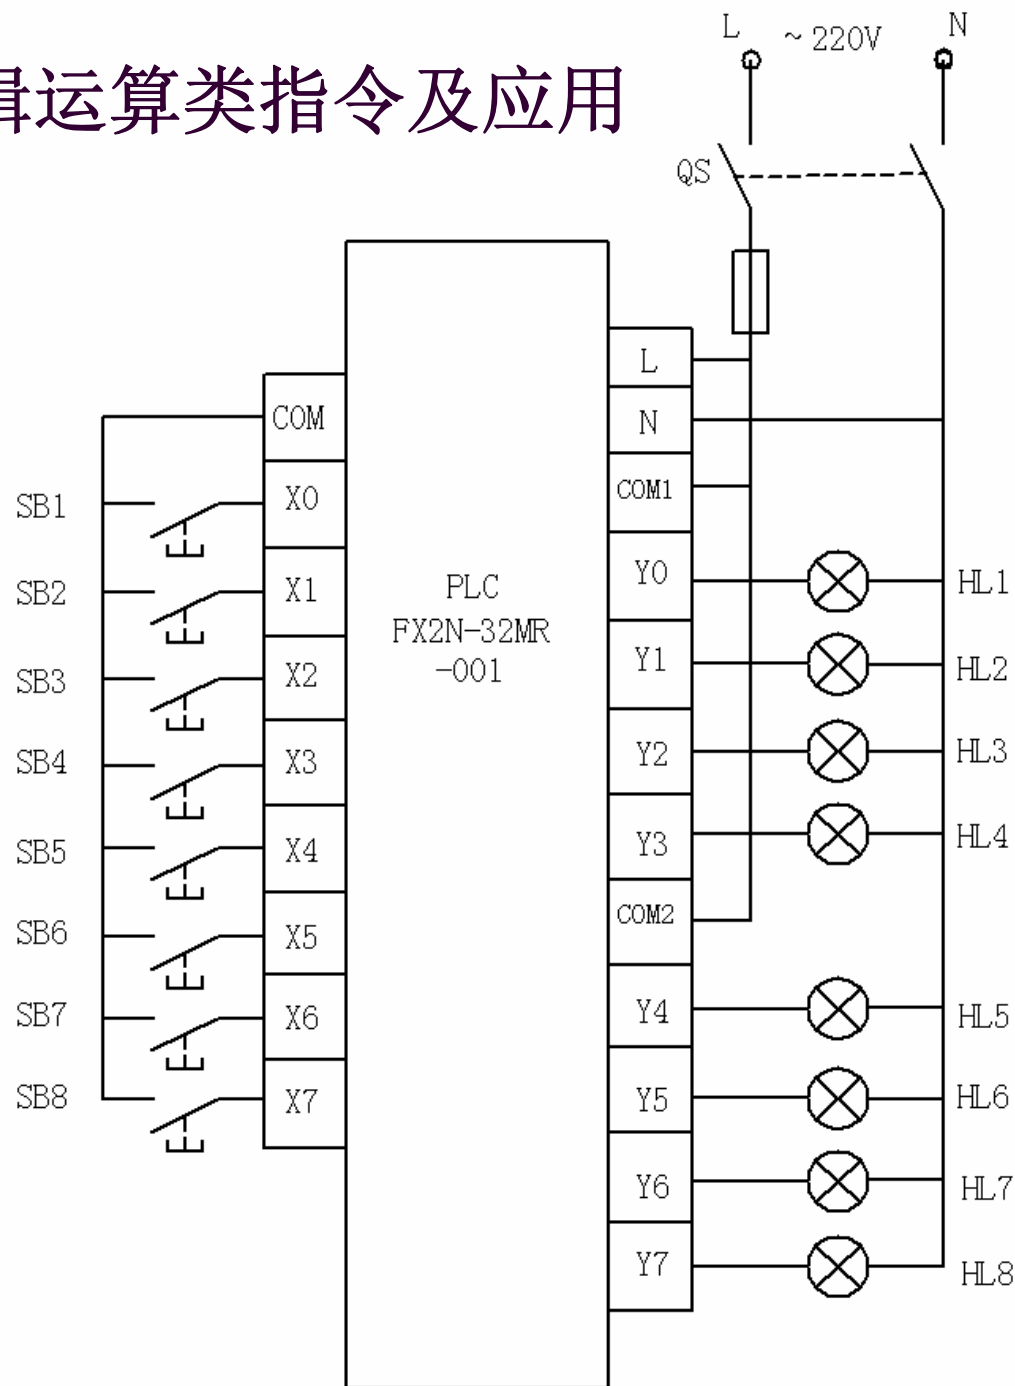 L ~220V N
辑运算类指令及应用
QS
L
COM N
SB1 X0 COM1
SB2 X1 PLC Y0 HL1
FX2N-32MR
SB3 X2 -001 Y1 HL2
SB4 X3 Y2 HL3
SB5 X4 Y3 HL4
SB6 X5 COM2
SB7 X6 Y4 HL5
SB8 X7 Y5 HL6
Y6 HL7
Y7 HL8